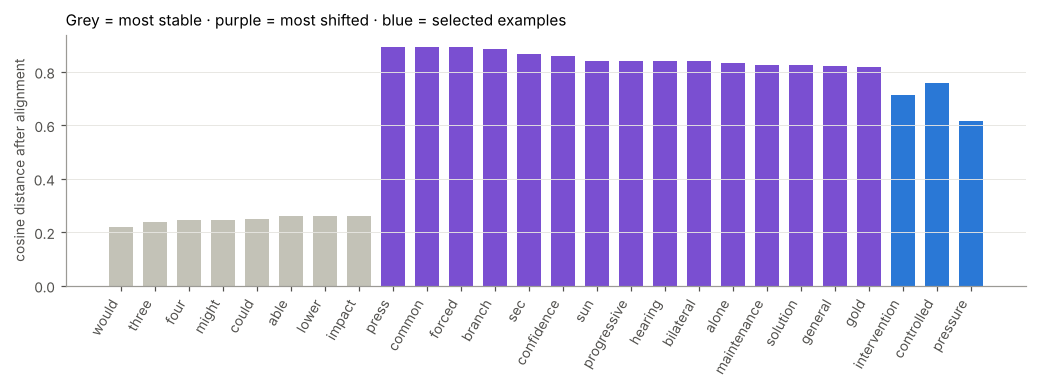 Grey = most stable · purple = most shifted · blue = selected examples
cosine distance after alignment
0.8
0.6
0.4
0.2
0.0
would
three
four
might
could
able
lower
impact
press
common
forced
branch
sec
confidence
sun
progressive
hearing
bilateral
alone
maintenance
solution
general
gold
intervention
controlled
pressure